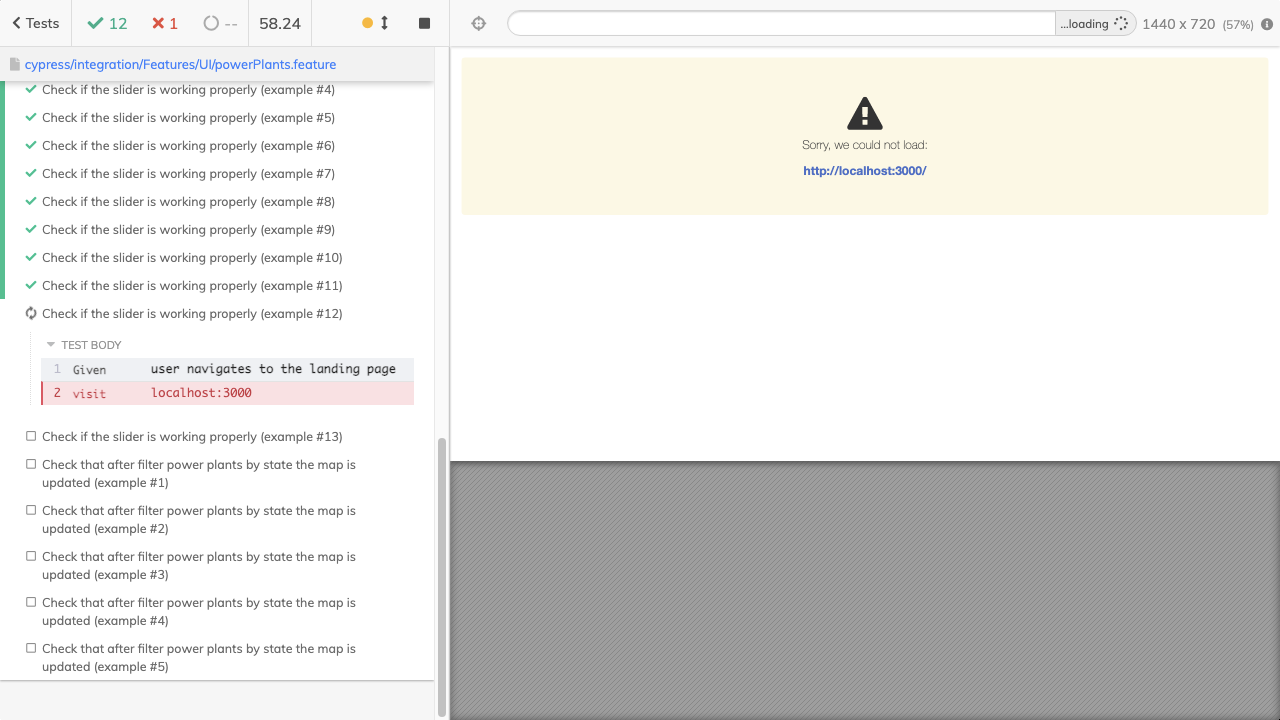 Tests
12
1
--
58.24
...loading
1440 x 720 (57%)
cypress/integration/Features/UI/powerPlants.feature
Check if the slider is working properly (example #4)
Check if the slider is working properly (example #5)
Check if the slider is working properly (example #6)
Check if the slider is working properly (example #7)
Check if the slider is working properly (example #8)
Check if the slider is working properly (example #9)
Check if the slider is working properly (example #10)
Check if the slider is working properly (example #11)
Check if the slider is working properly (example #12)
TEST BODY
1 Given user navigates to the landing page
2 visit localhost:3000
Check if the slider is working properly (example #13)
Check that after filter power plants by state the map is
updated (example #1)
Check that after filter power plants by state the map is
updated (example #2)
Check that after filter power plants by state the map is
updated (example #3)
Check that after filter power plants by state the map is
updated (example #4)
Check that after filter power plants by state the map is
updated (example #5)
Sorry, we could not load:
http://localhost:3000/